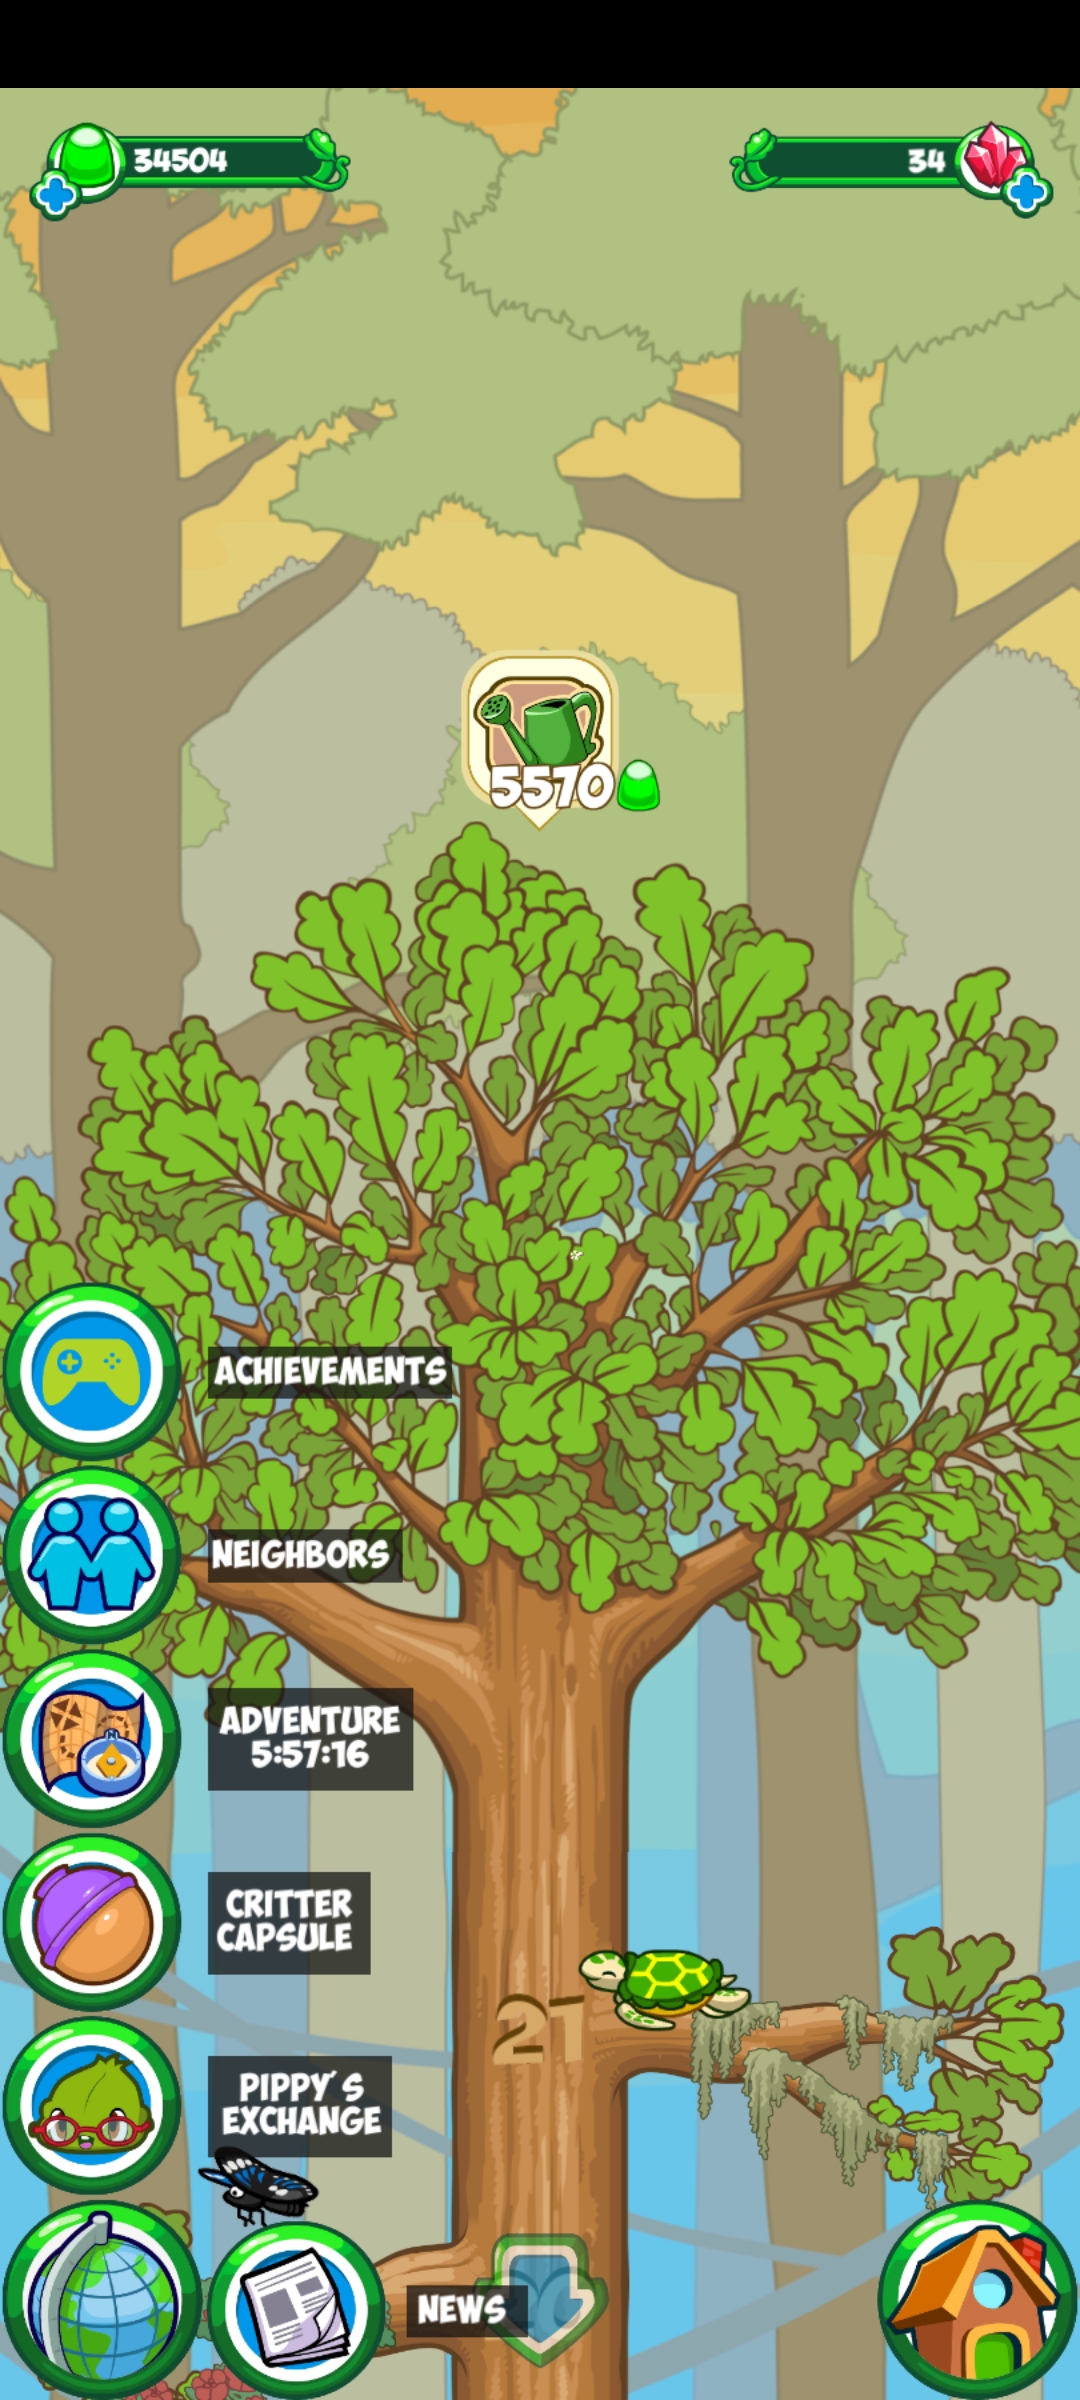 34504
34
5570
ACHIEVEMENTS
NEIGHBORS
ADVENTURE
5:57:16
CRITTER
CAPSULE
21
PIPPY'S
EXCHANGE
NEWS